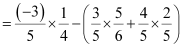 = (-3)/5 × 1/4 - (3/5 × 5/6 + 4/5 × 2/5)